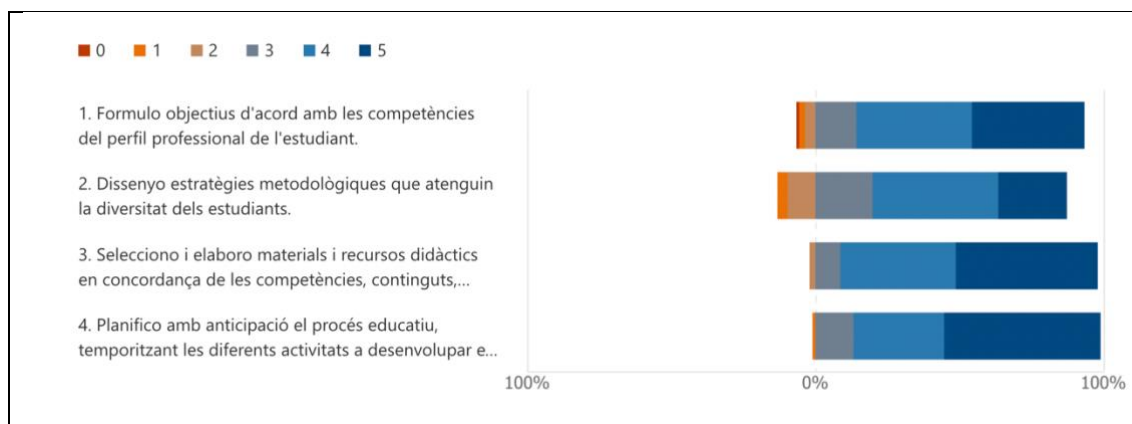 0 1 2 3 4 5
1. Formulo objectius d'acord amb les competències
del perfil professional de l'estudiant.
2. Dissenyo estratègies metodològiques que atenguin
la diversitat dels estudiants.
3. Selecciono i elaboro materials i recursos didàctics
en concordança de les competències, continguts,...
4. Planifico amb anticipació el procés educatiu,
temporitzant les diferents activitats a desenvolupar e...
100% 0% 100%